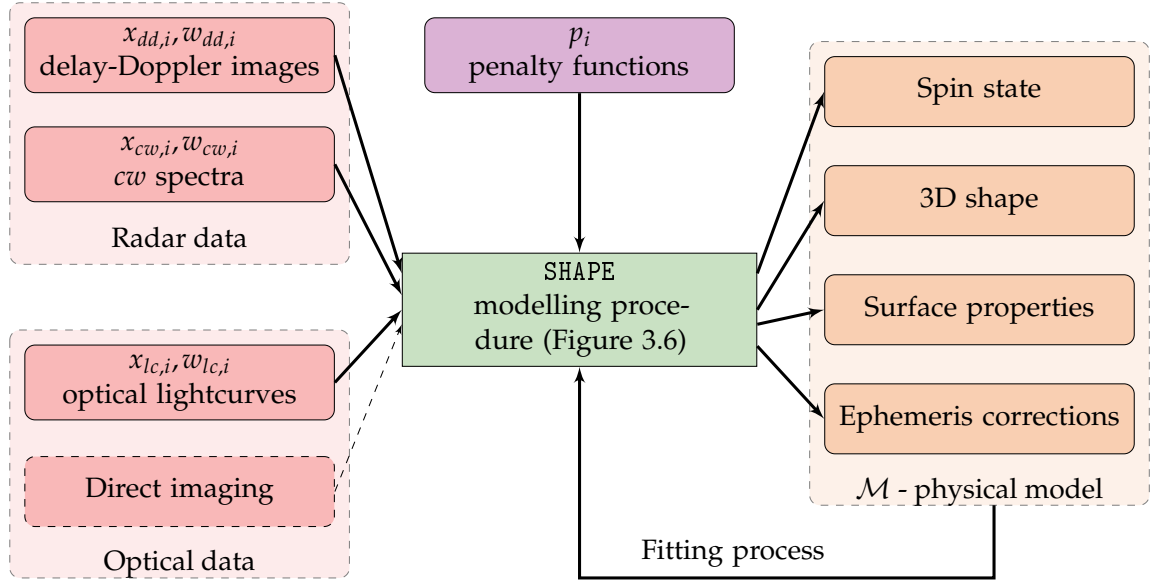 x_{dd,i}, w_{dd,i}
delay-Doppler images
x_{cw,i}, w_{cw,i}
cw spectra
Radar data
x_{lc,i}, w_{lc,i}
optical lightcurves
Direct imaging
Optical data
p_i
penalty functions
SHAPE
modelling proce-
dure (Figure 3.6)
Spin state
3D shape
Surface properties
Ephemeris corrections
ℳ - physical model
Fitting process